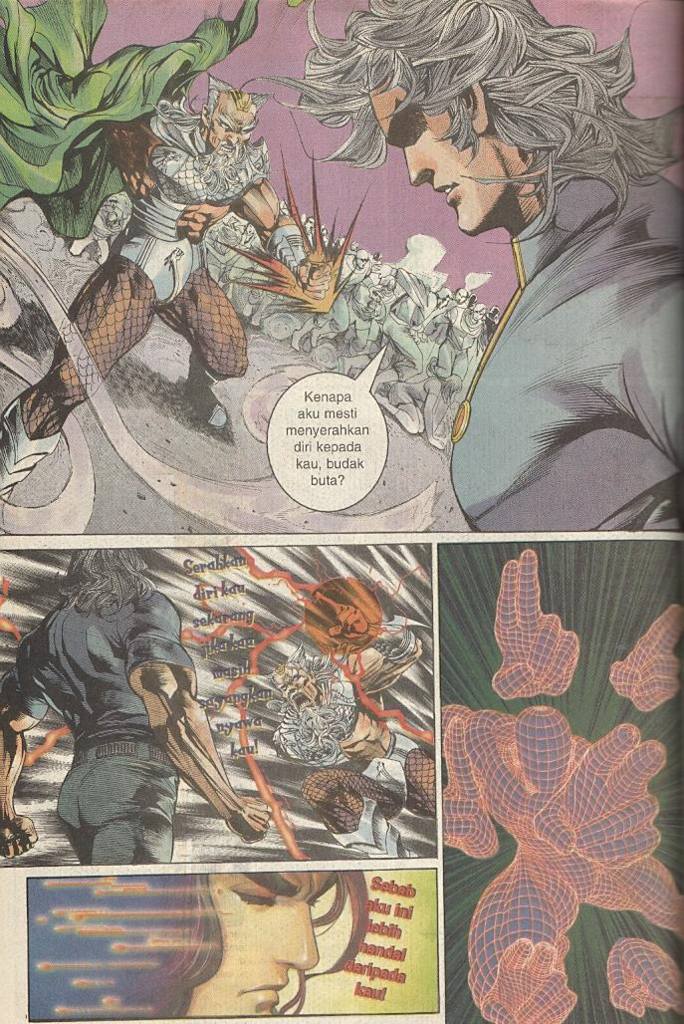 Kenapa
aku mesti
menyerahkan
diri kepada
kau, budak
buta?
Serahkan
diri kau
sekarang
jika kau
masih
sayangkan
nyawa
kau!
Sebab
aku ini
lebih
handal
daripada
kau!